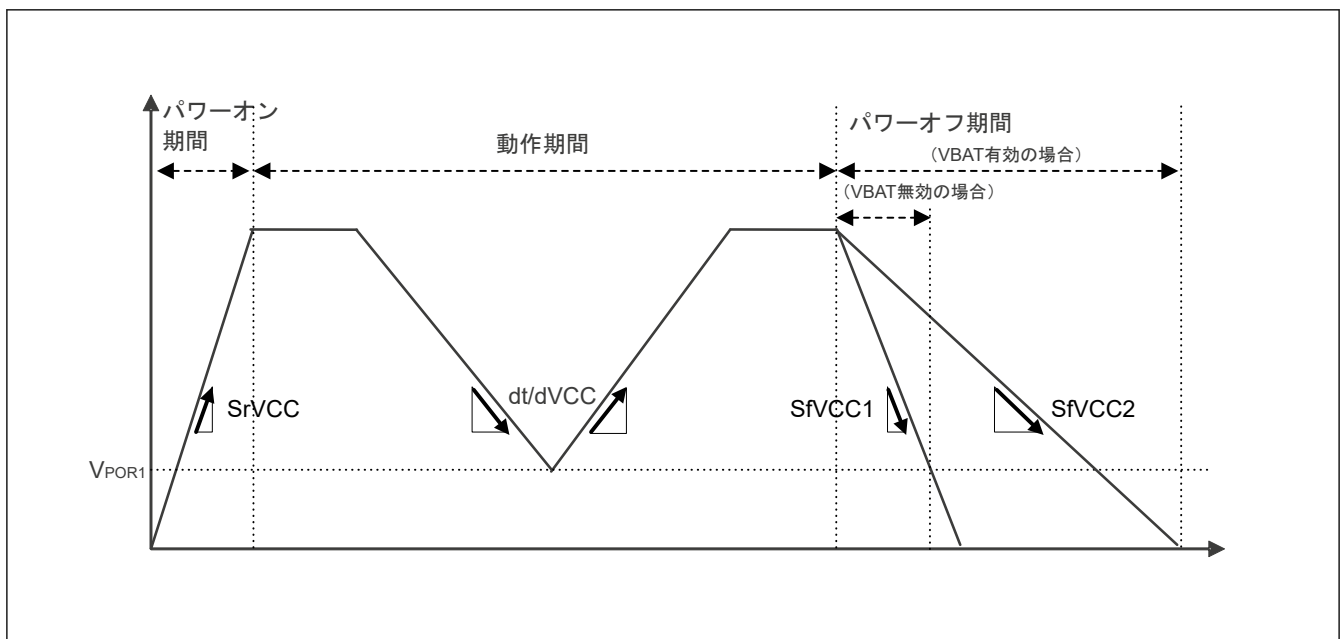 パワーオン
期間
動作期間
パワーオフ期間
（VBAT有効の場合）
（VBAT無効の場合）
SrVCC
dt/dVCC
SfVCC1
SfVCC2
VPOR1